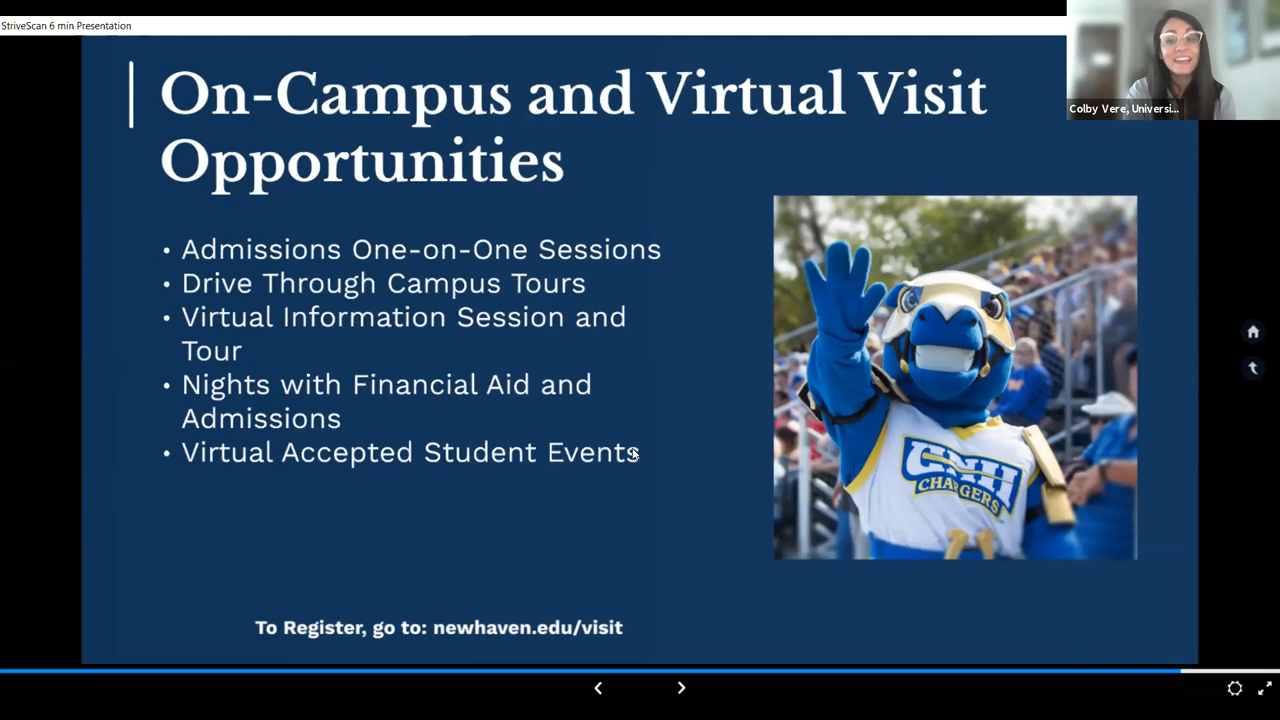 StriveScan 6 min Presentation
On-Campus and Virtual Visit
Opportunities
• Admissions One-on-One Sessions
• Drive Through Campus Tours
• Virtual Information Session and
Tour
• Nights with Financial Aid and
Admissions
• Virtual Accepted Student Events
To Register, go to: newhaven.edu/visit
UNH
CHARGERS
Colby Vere, Universi...